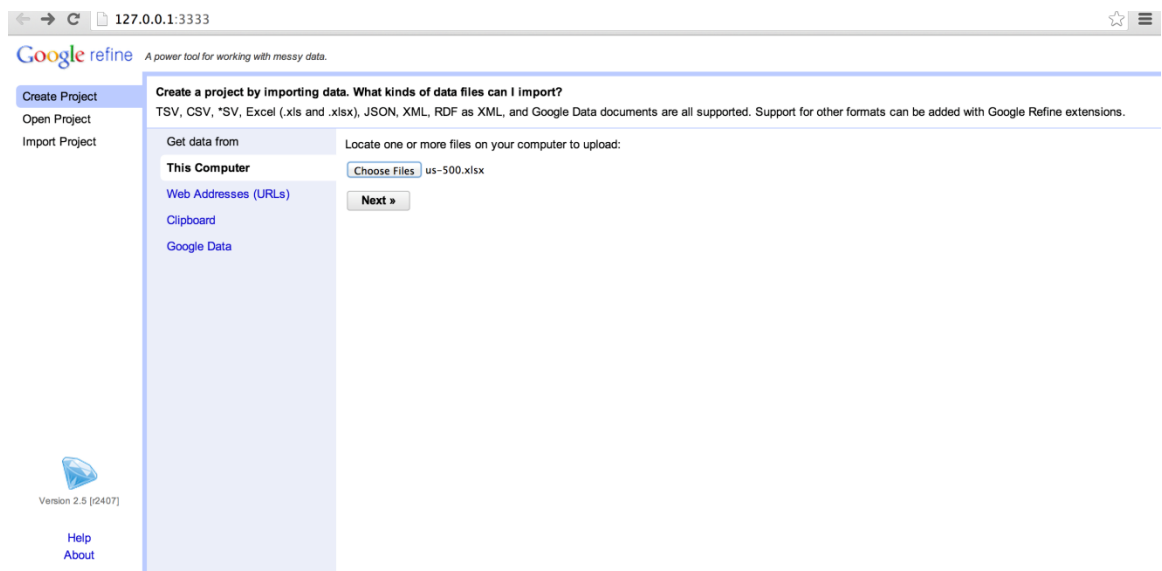 127.0.0.1:3333
Google refine A power tool for working with messy data.
Create Project
Open Project
Import Project
Create a project by importing data. What kinds of data files can I import?
TSV, CSV, *SV, Excel (.xls and .xlsx), JSON, XML, RDF as XML, and Google Data documents are all supported. Support for other formats can be added with Google Refine extensions.
Get data from
This Computer
Web Addresses (URLs)
Clipboard
Google Data
Locate one or more files on your computer to upload:
Choose Files us-500.xlsx
Next »
Version 2.5 [r2407]
Help
About